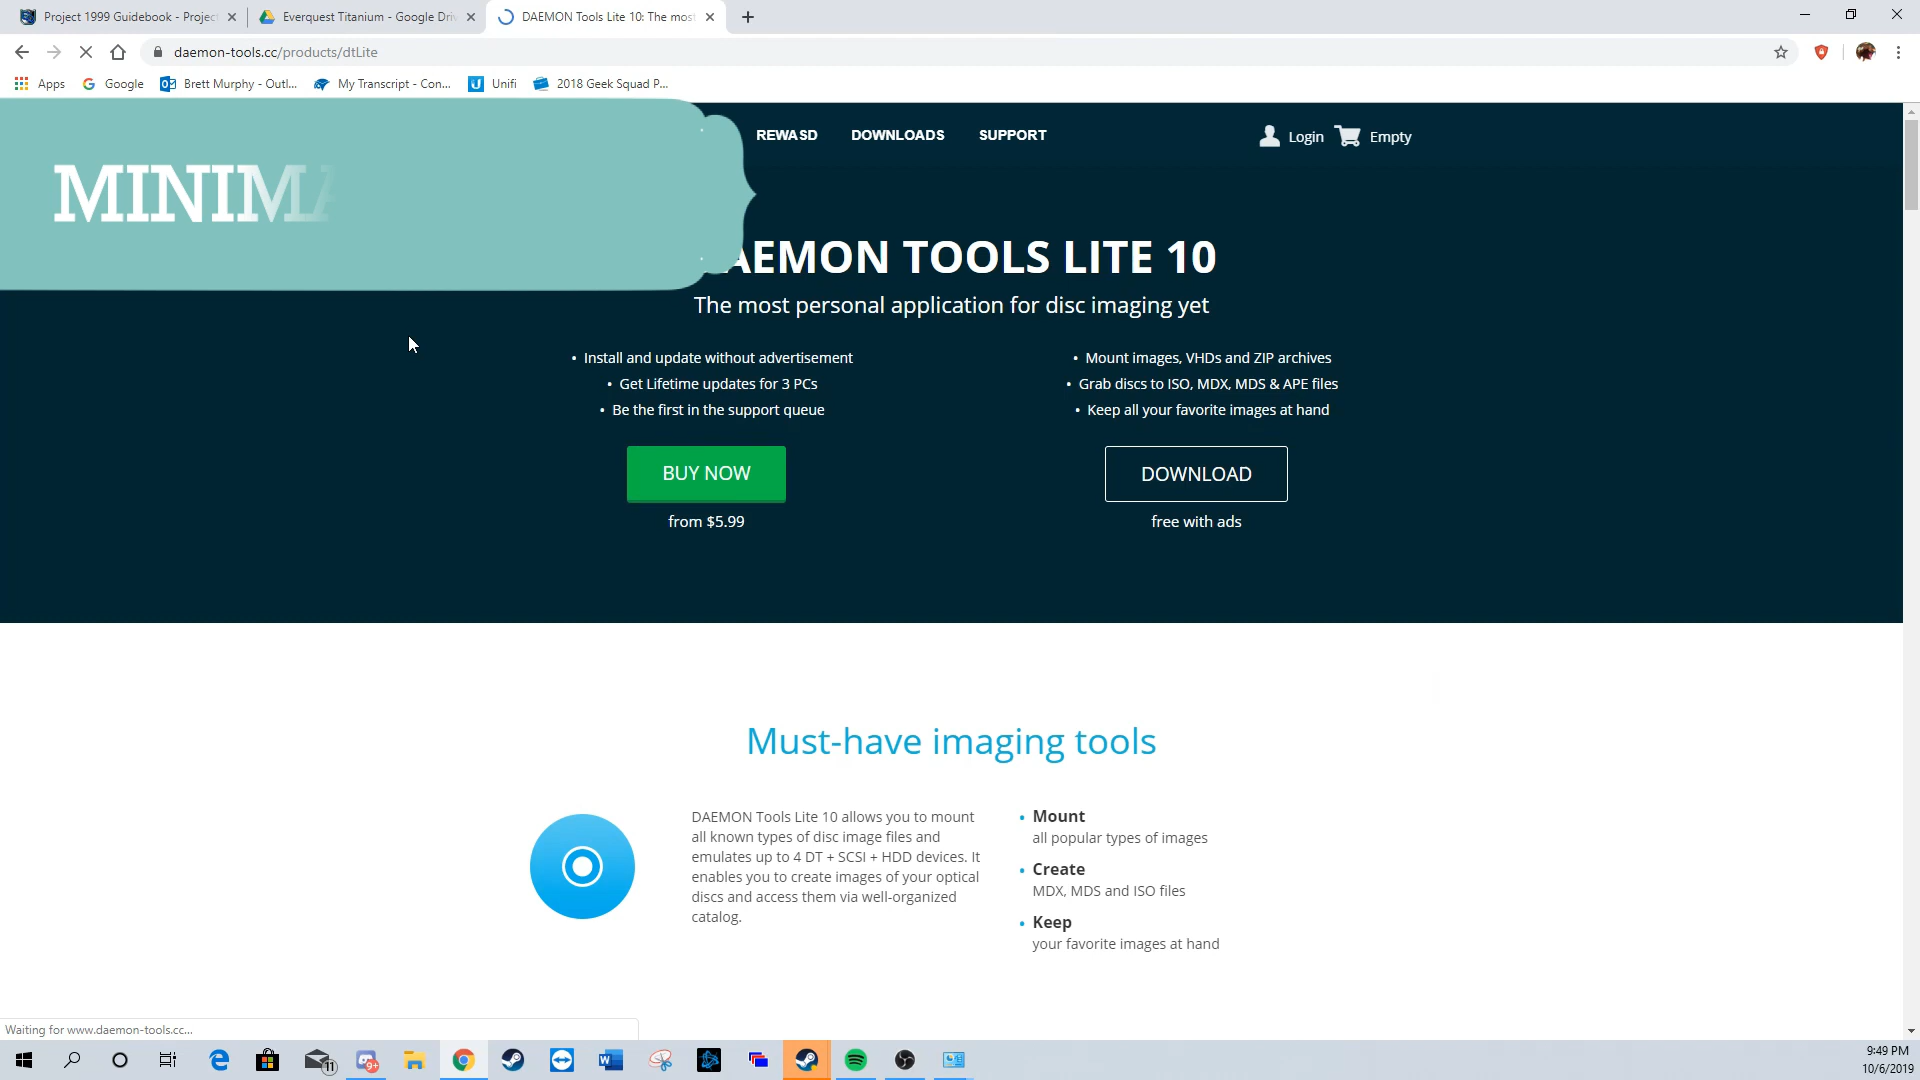 Project 1999 Guidebook - Project
Everquest Titanium - Google Driv
DAEMON Tools Lite 10: The most
daemon-tools.cc/products/dtLite
Apps
Google
Brett Murphy - Outl...
My Transcript - Con...
Unifi
2018 Geek Squad P...
REWASD
DOWNLOADS
SUPPORT
Login
Empty
MINIMA
AEMON TOOLS LITE 10
The most personal application for disc imaging yet
• Install and update without advertisement
• Get Lifetime updates for 3 PCs
• Be the first in the support queue
BUY NOW
from $5.99
• Mount images, VHDs and ZIP archives
• Grab discs to ISO, MDX, MDS & APE files
• Keep all your favorite images at hand
DOWNLOAD
free with ads
Must-have imaging tools
DAEMON Tools Lite 10 allows you to mount
all known types of disc image files and
emulates up to 4 DT + SCSI + HDD devices. It
enables you to create images of your optical
discs and access them via well-organized
catalog.
• Mount
all popular types of images
• Create
MDX, MDS and ISO files
• Keep
your favorite images at hand
Waiting for www.daemon-tools.cc...
11
9+
9:49 PM
10/6/2019